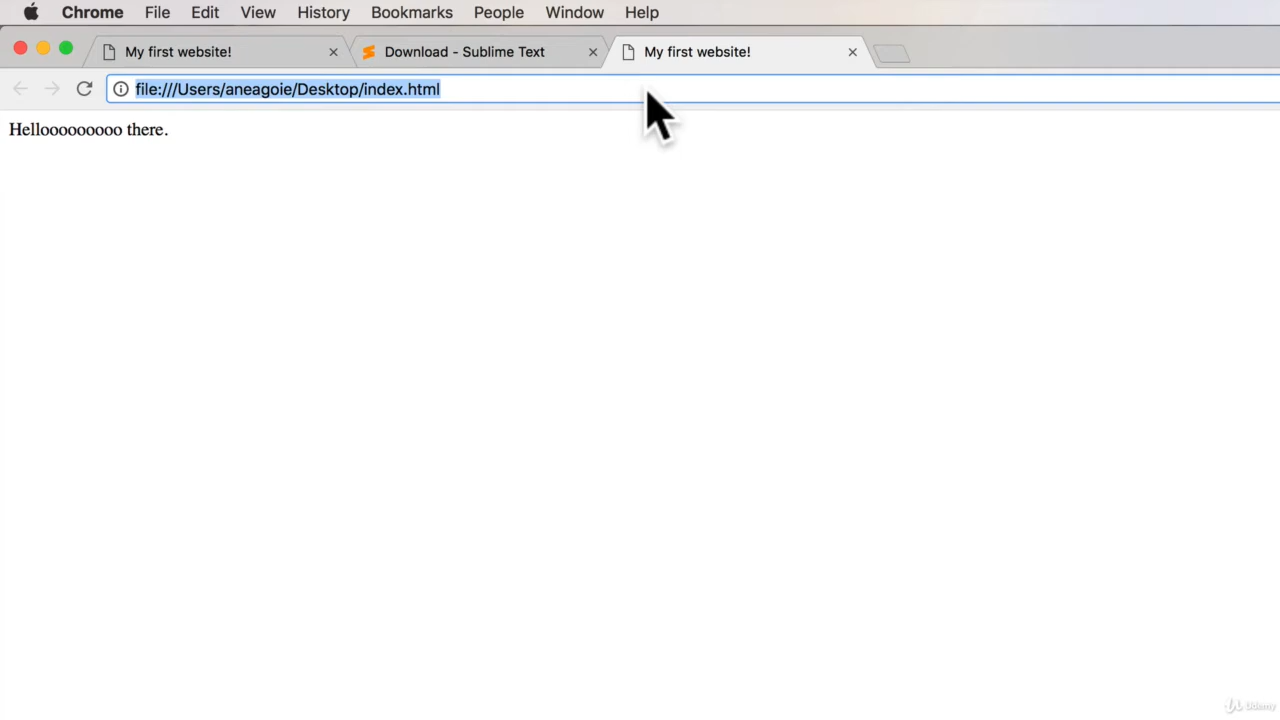 Chrome File Edit View History Bookmarks People Window Help
My first website! Download - Sublime Text My first website!
file:///Users/aneagoie/Desktop/index.html
Hellooooooooo there.
Udemy